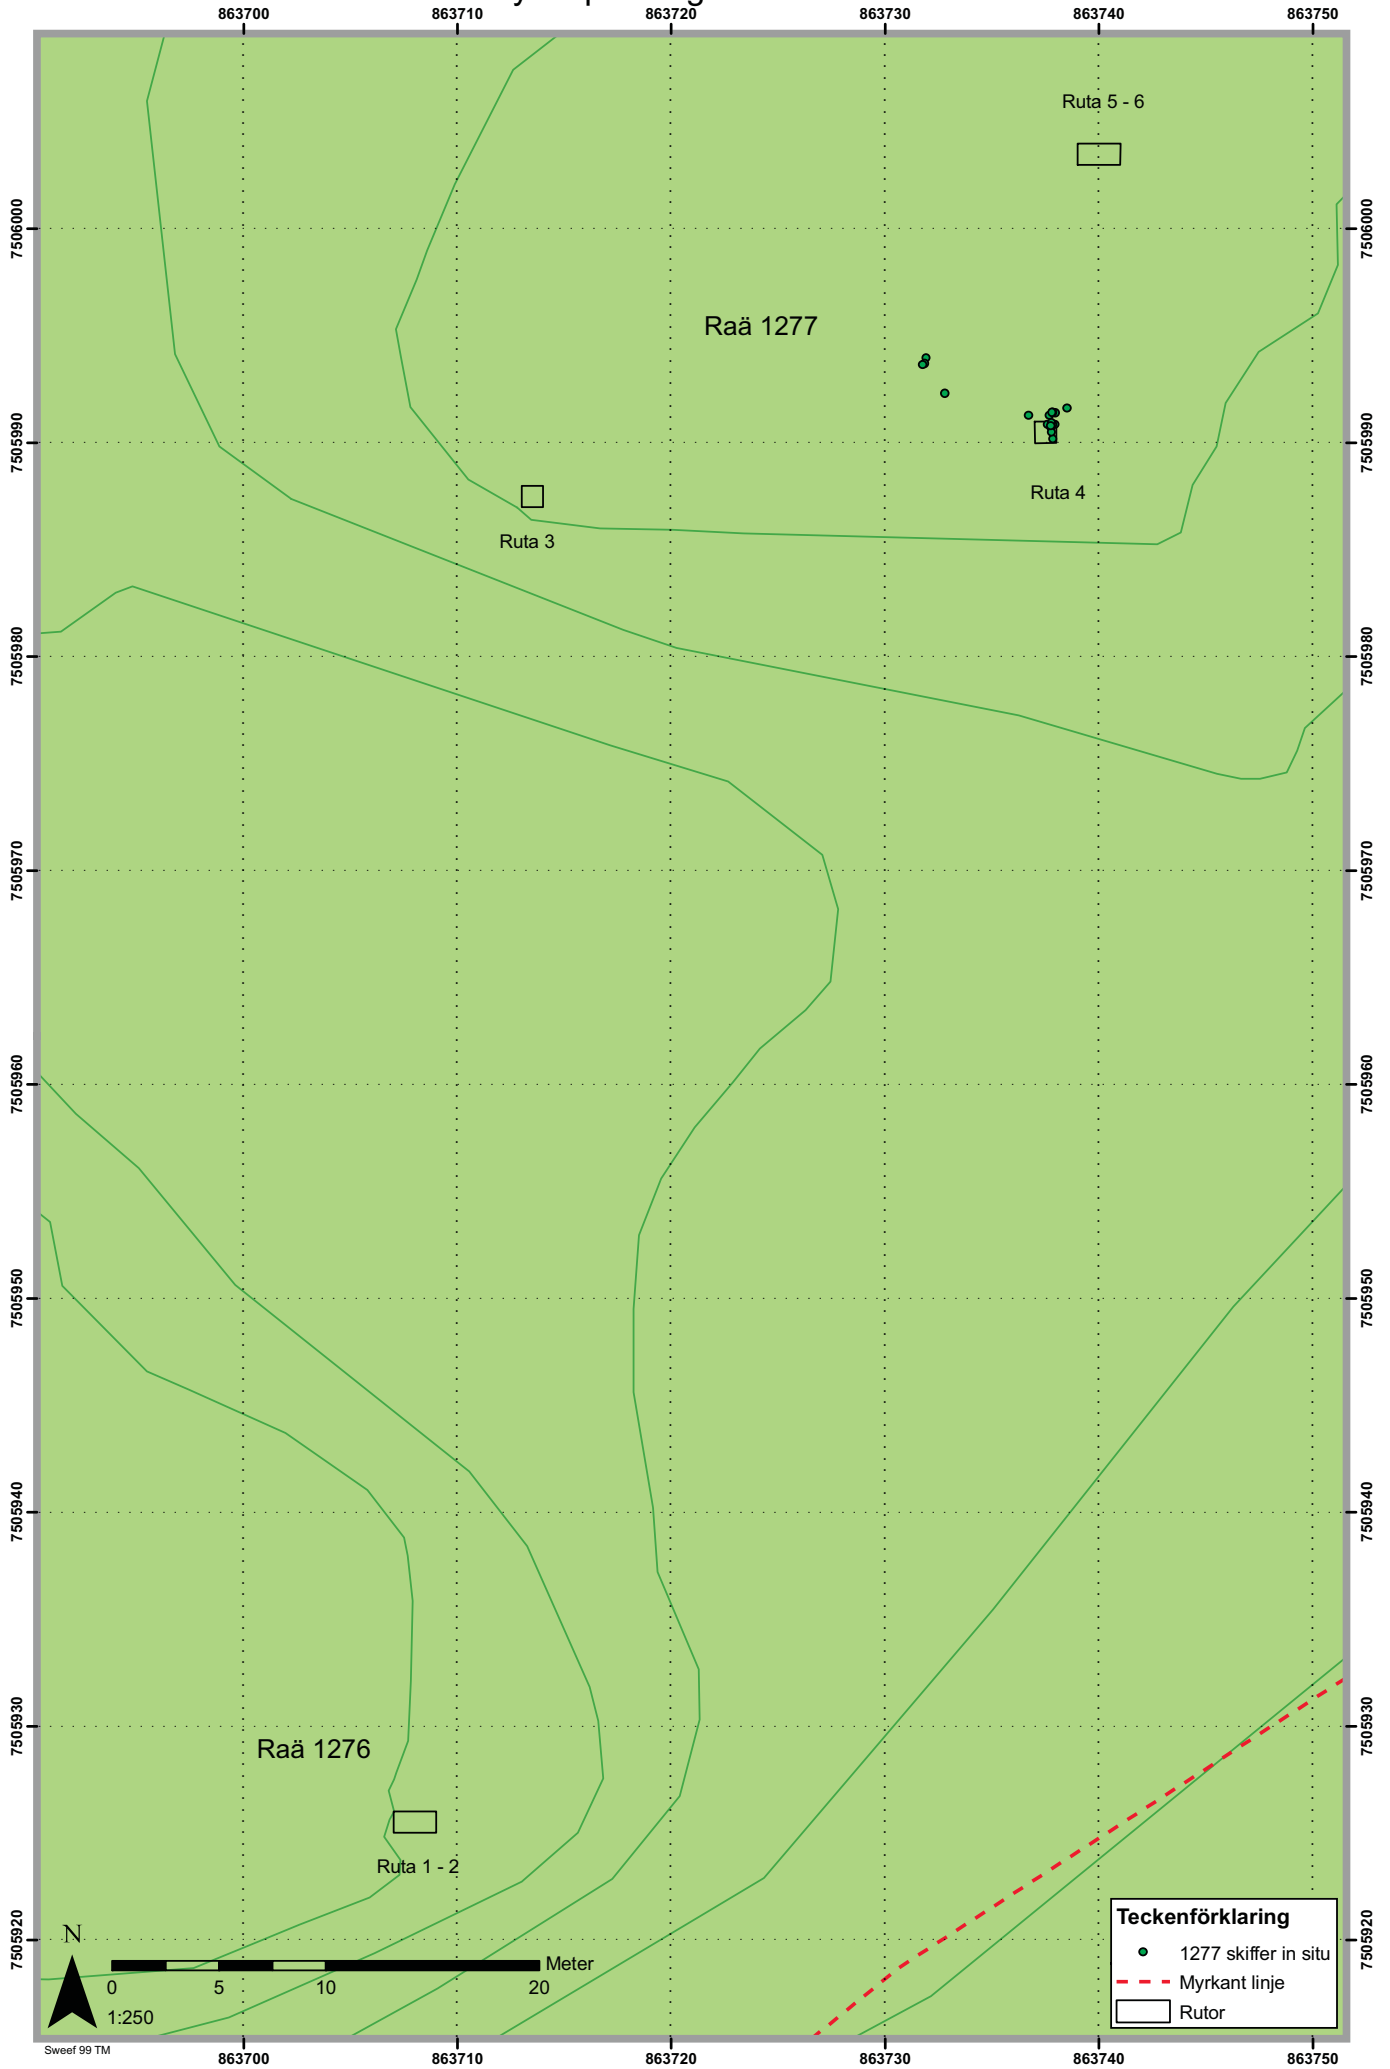 863700 863710 863720 863730 863740 863750
Ruta 5 - 6
7506000 7506000
Raä 1277
7505990 7505990
Ruta 4
Ruta 3
7505980 7505980
7505970 7505970
7505960 7505960
7505950 7505950
7505940 7505940
7505930 7505930
Raä 1276
Ruta 1 - 2
7505920 7505920
N
Meter
0 5 10 20
1:250
Teckenförklaring
1277 skiffer in situ
Myrkant linje
Rutor
Sweef 99 TM
863700 863710 863720 863730 863740 863750